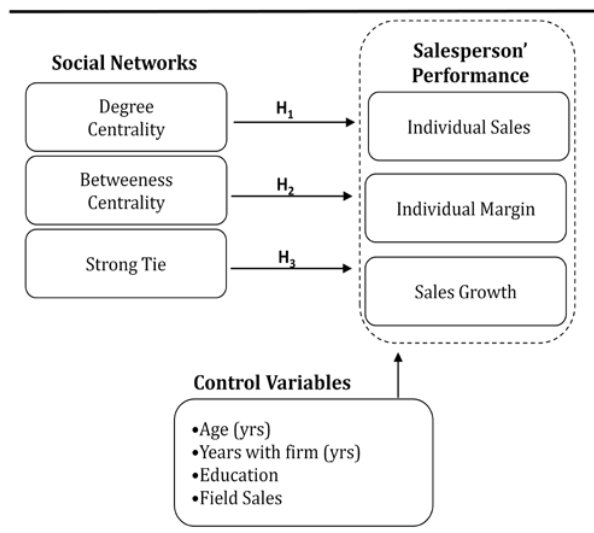 Social Networks
Degree
Centrality
Betweeness
Centrality
Strong Tie
H₁
H₂
H₃
Salesperson'
Performance
Individual Sales
Individual Margin
Sales Growth
Control Variables
•Age (yrs)
•Years with firm (yrs)
•Education
•Field Sales